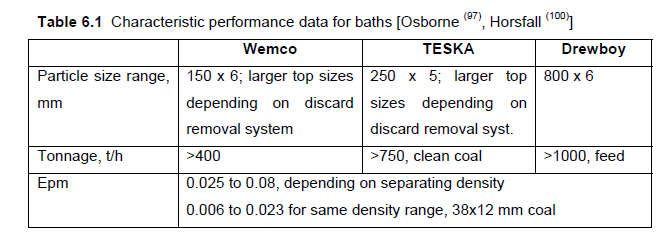 Table 6.1 Characteristic performance data for baths [Osborne (97), Horsfall (100)]
Wemco TESKA Drewboy
Particle size range, 150 x 6; larger top sizes 250 x 5; larger top 800 x 6
mm depending on discard sizes depending on
removal system discard removal syst.
Tonnage, t/h >400 >750, clean coal >1000, feed
Epm 0.025 to 0.08, depending on separating density
0.006 to 0.023 for same density range, 38x12 mm coal